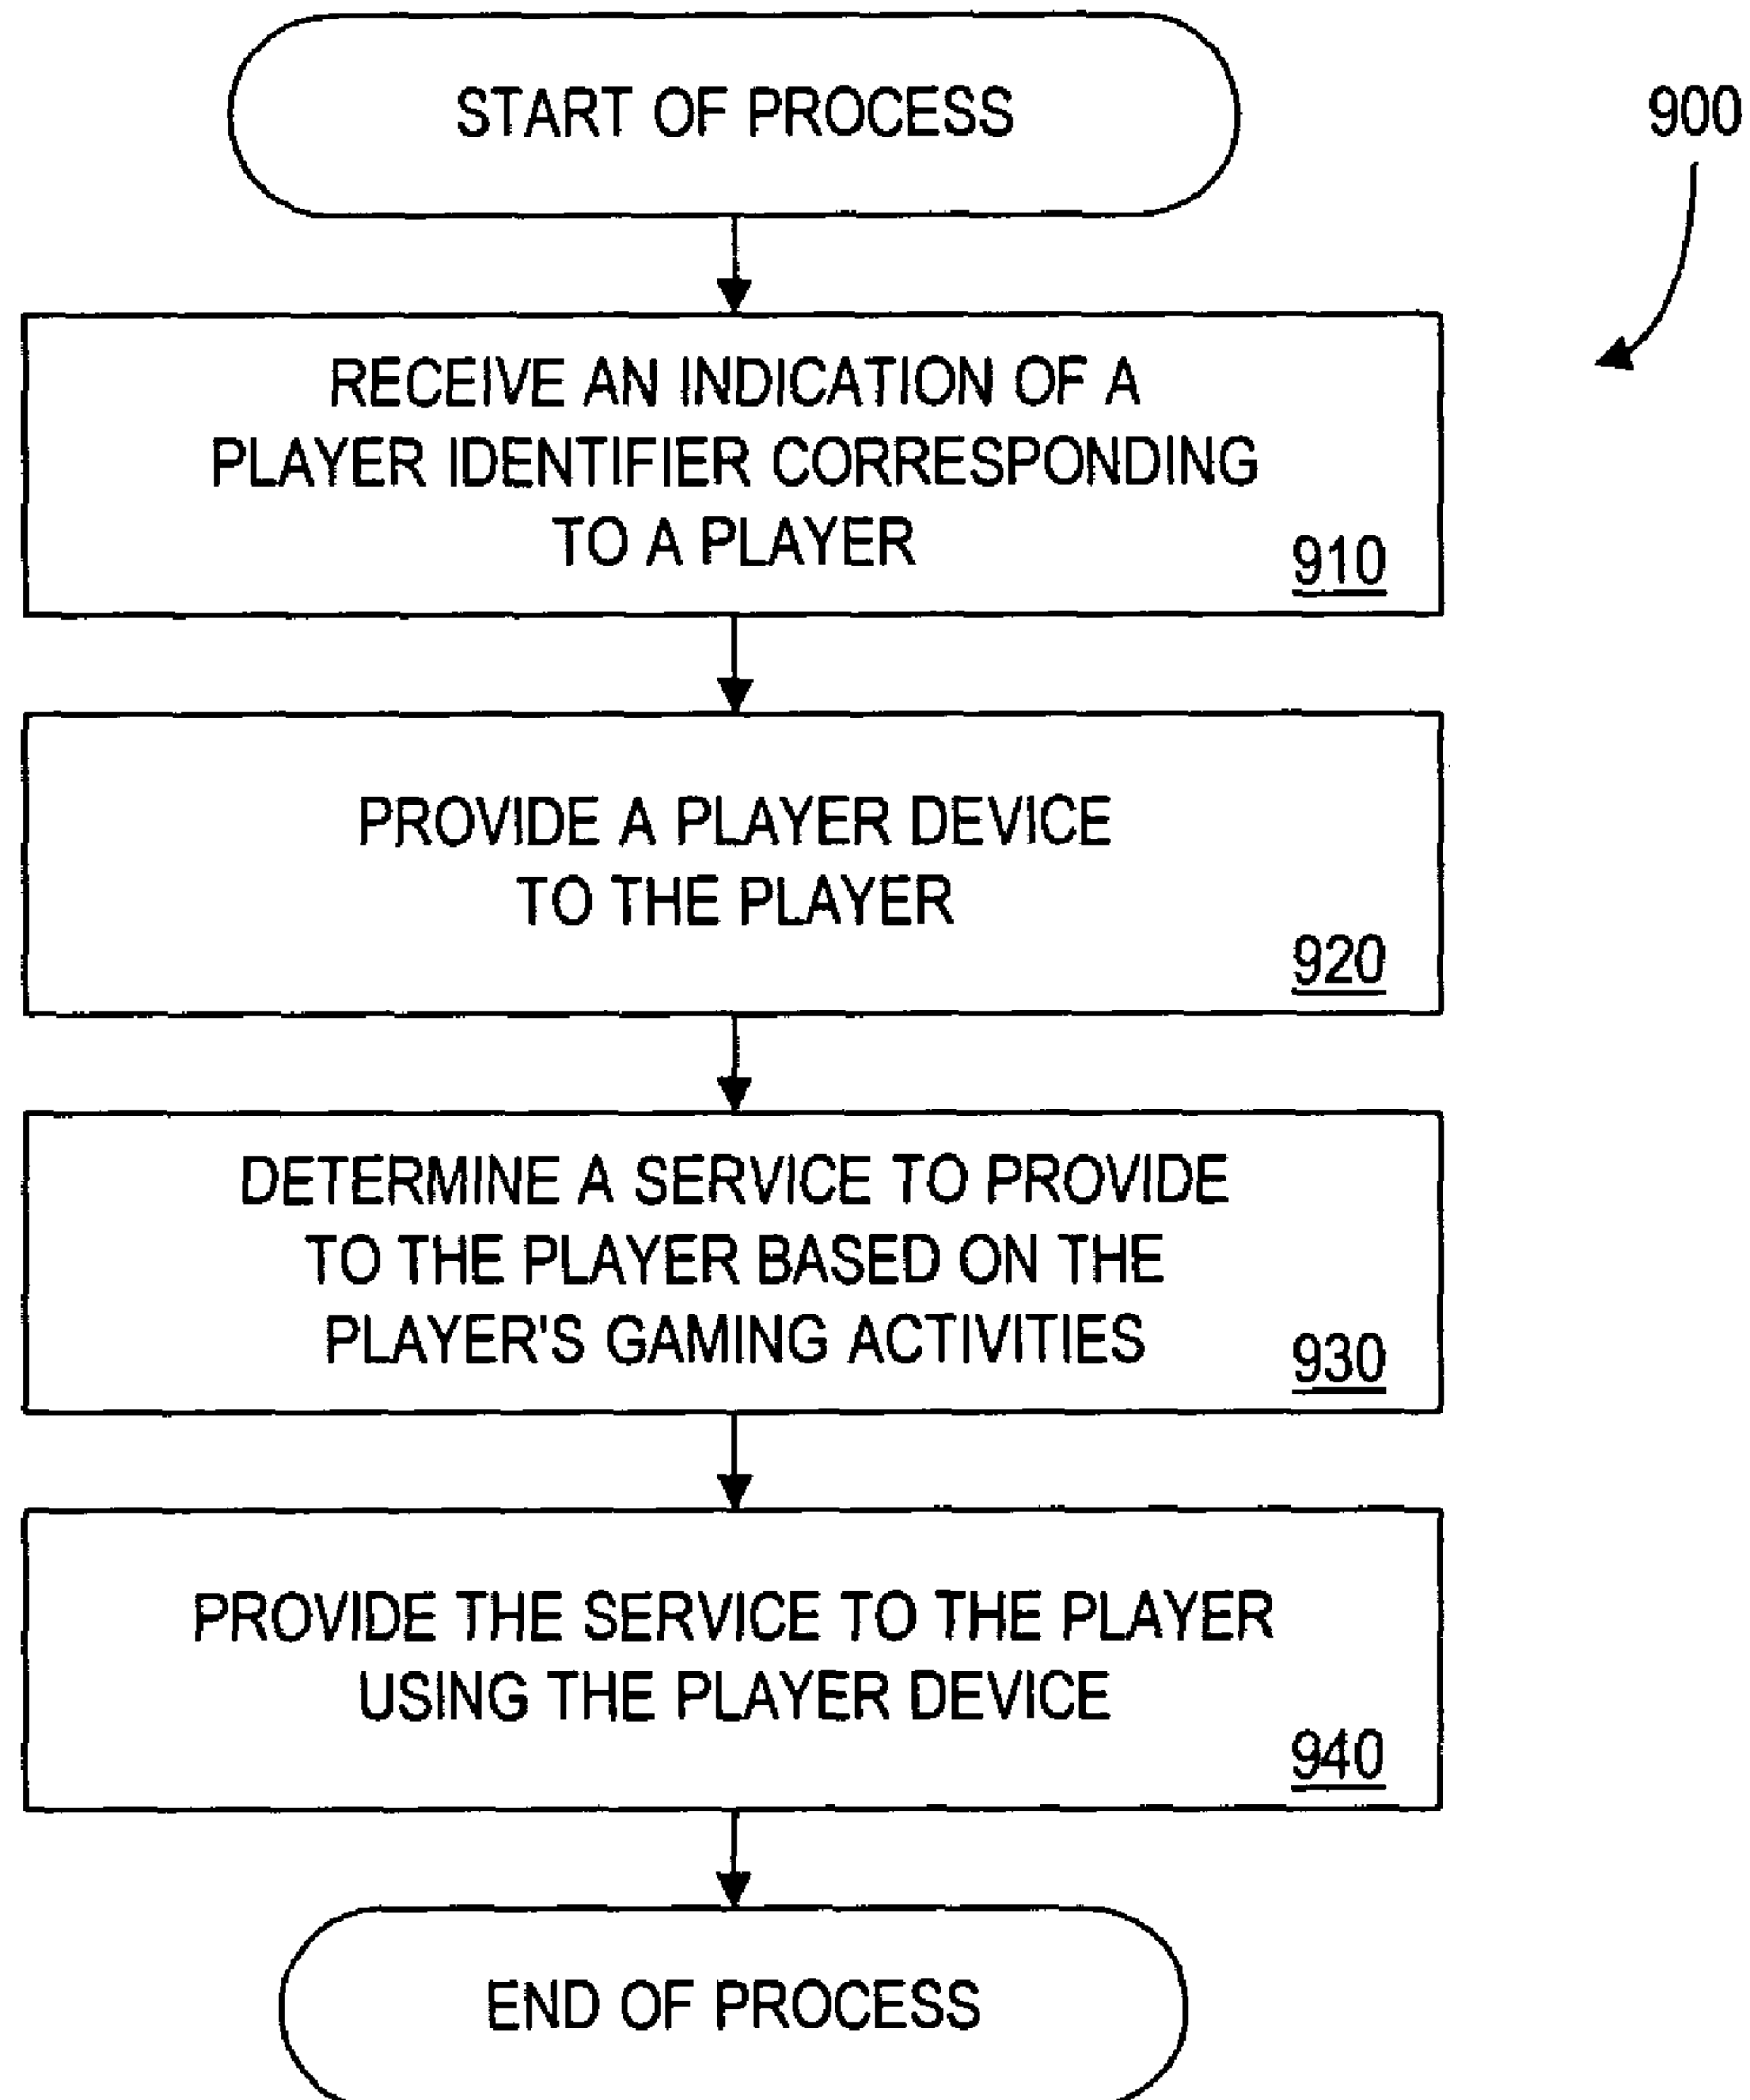 START OF PROCESS
900
RECEIVE AN INDICATION OF A
PLAYER IDENTIFIER CORRESPONDING
TO A PLAYER
910
PROVIDE A PLAYER DEVICE
TO THE PLAYER
920
DETERMINE A SERVICE TO PROVIDE
TO THE PLAYER BASED ON THE
PLAYER'S GAMING ACTIVITIES
930
PROVIDE THE SERVICE TO THE PLAYER
USING THE PLAYER DEVICE
940
END OF PROCESS